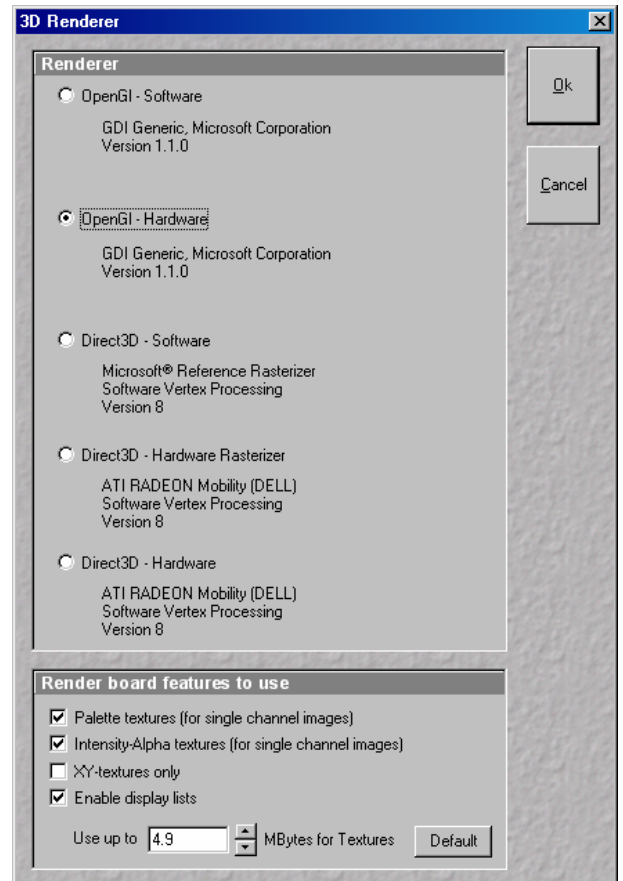 3D Renderer
Renderer
OpenGl - Software
GDI Generic, Microsoft Corporation
Version 1.1.0
OpenGl - Hardware
GDI Generic, Microsoft Corporation
Version 1.1.0
Direct3D - Software
Microsoft® Reference Rasterizer
Software Vertex Processing
Version 8
Direct3D - Hardware Rasterizer
ATI RADEON Mobility (DELL)
Software Vertex Processing
Version 8
Direct3D - Hardware
ATI RADEON Mobility (DELL)
Software Vertex Processing
Version 8
Ok
Cancel
Render board features to use
Palette textures (for single channel images)
Intensity-Alpha textures (for single channel images)
XY-textures only
Enable display lists
Use up to 4.9 MBytes for Textures Default